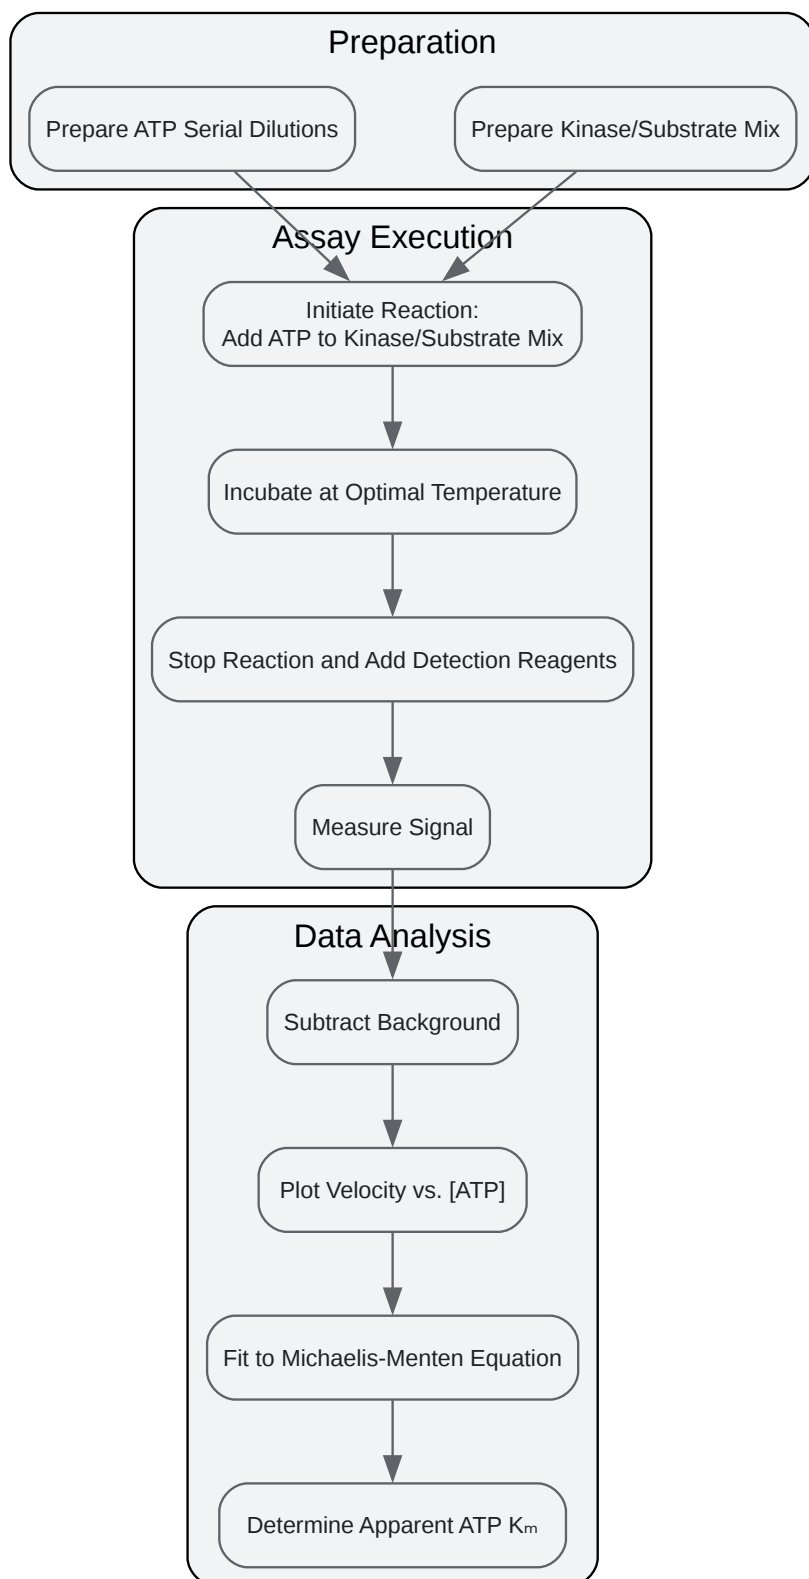 Preparation
Prepare ATP Serial Dilutions
Prepare Kinase/Substrate Mix
Assay Execution
Initiate Reaction:
Add ATP to Kinase/Substrate Mix
Incubate at Optimal Temperature
Stop Reaction and Add Detection Reagents
Measure Signal
Data Analysis
Subtract Background
Plot Velocity vs. [ATP]
Fit to Michaelis-Menten Equation
Determine Apparent ATP Kₘ